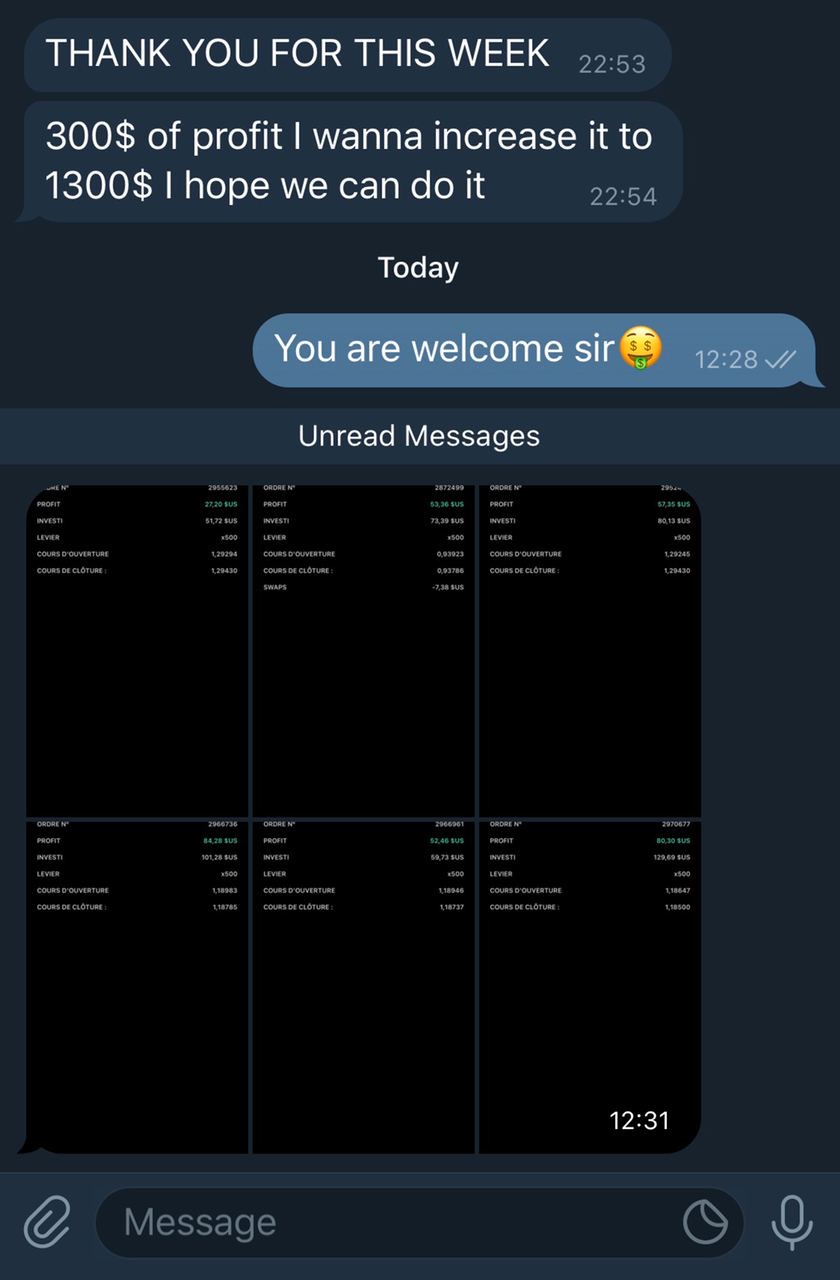 THANK YOU FOR THIS WEEK 22:53
300$ of profit I wanna increase it to
1300$ I hope we can do it 22:54
Today
You are welcome sir🤑 12:28
Unread Messages
ORDRE N° 2955623
PROFIT 27,20 $US
INVESTI 51,72 $US
LEVIER x500
COURS D'OUVERTURE 1,29294
COURS DE CLÔTURE : 1,29430
ORDRE N° 2872499
PROFIT 53,36 $US
INVESTI 73,39 $US
LEVIER x500
COURS D'OUVERTURE 0,93923
COURS DE CLÔTURE : 0,93786
SWAPS -7,38 $US
ORDRE N°
PROFIT 57,35 $US
INVESTI 80,13 $US
LEVIER x500
COURS D'OUVERTURE 1,29245
COURS DE CLÔTURE : 1,29430
ORDRE N° 2966736
PROFIT 84,28 $US
INVESTI 101,28 $US
LEVIER x500
COURS D'OUVERTURE 1,18983
COURS DE CLÔTURE : 1,18785
ORDRE N° 2966961
PROFIT 52,46 $US
INVESTI 59,73 $US
LEVIER x500
COURS D'OUVERTURE 1,18946
COURS DE CLÔTURE : 1,18737
ORDRE N° 2970677
PROFIT 80,30 $US
INVESTI 129,69 $US
LEVIER x500
COURS D'OUVERTURE 1,18647
COURS DE CLÔTURE : 1,18500
12:31
Message